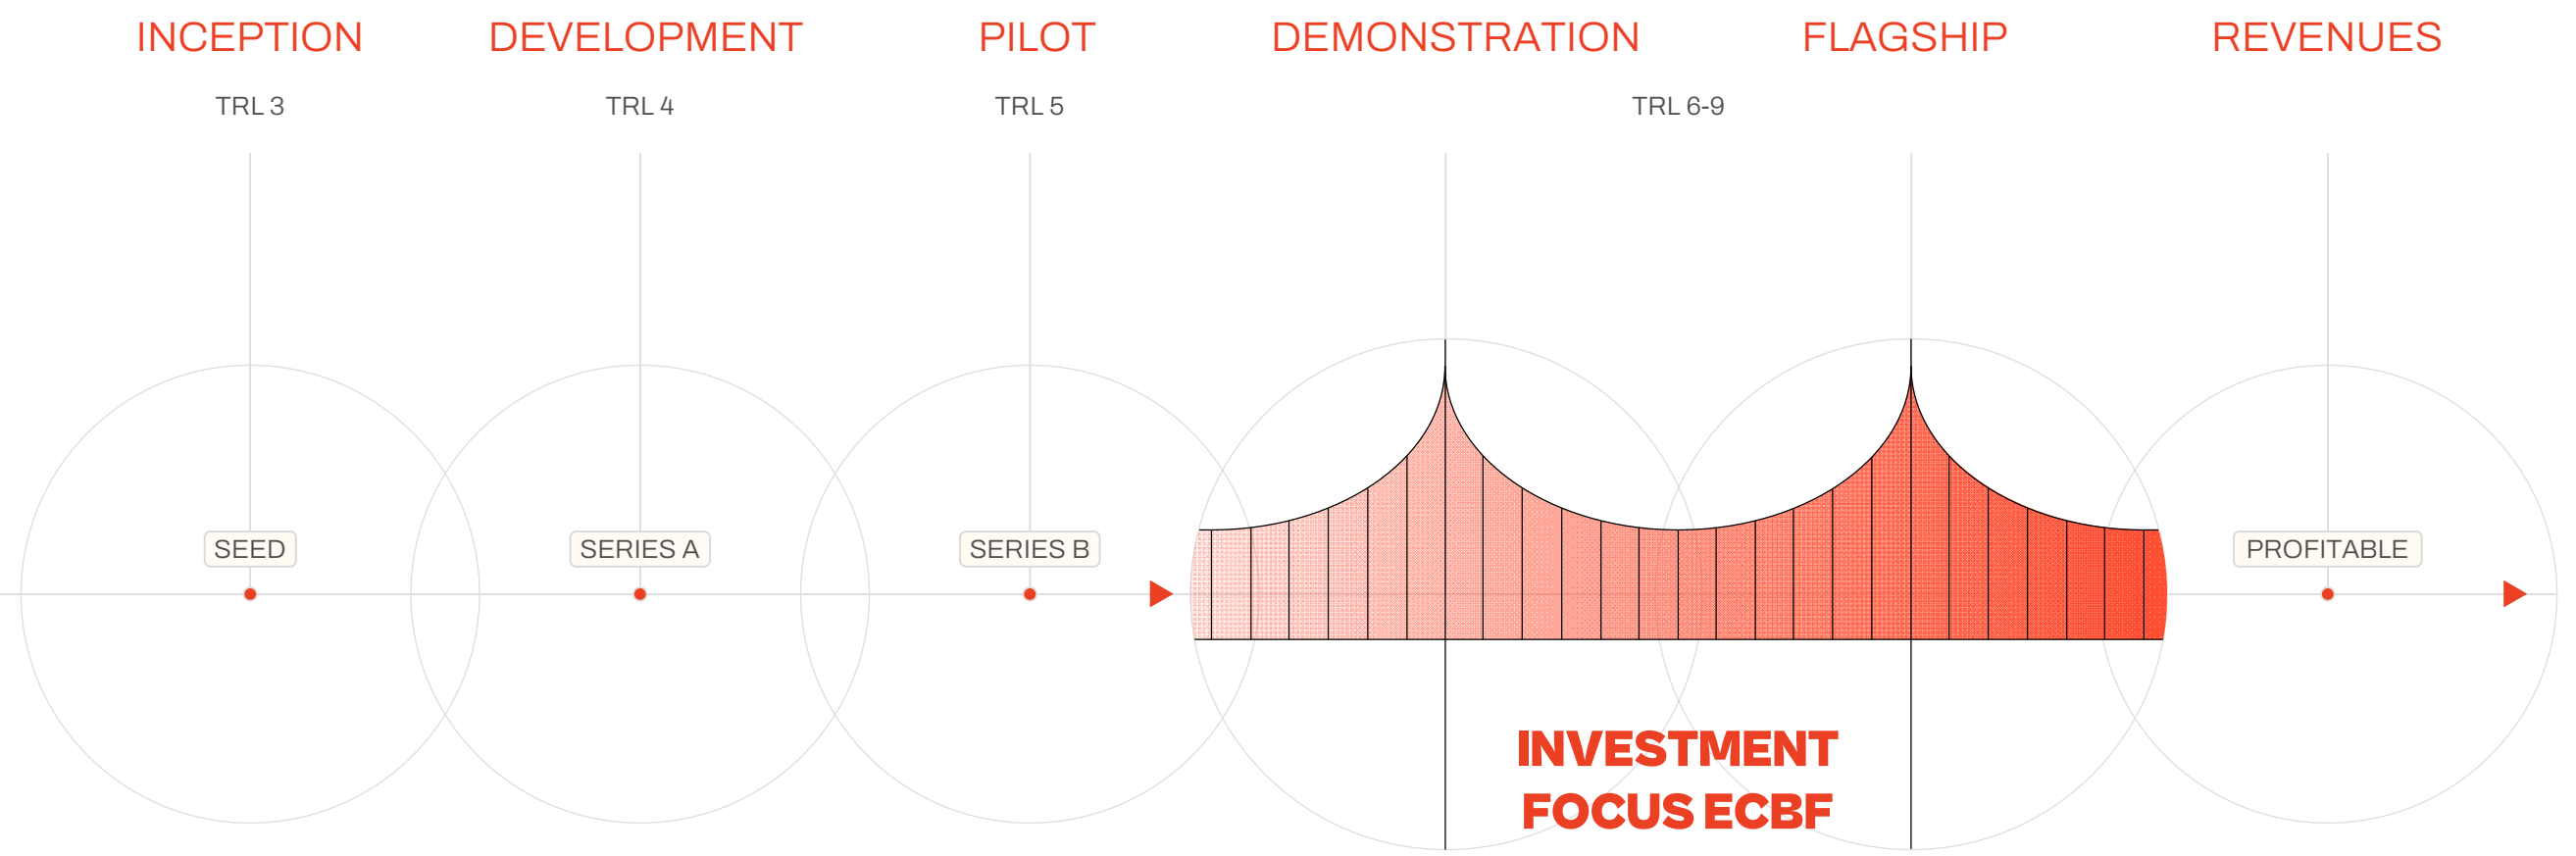 INCEPTION DEVELOPMENT PILOT DEMONSTRATION FLAGSHIP REVENUES
TRL 3 TRL 4 TRL 5 TRL 6-9
SEED SERIES A SERIES B PROFITABLE
INVESTMENT
FOCUS ECBF